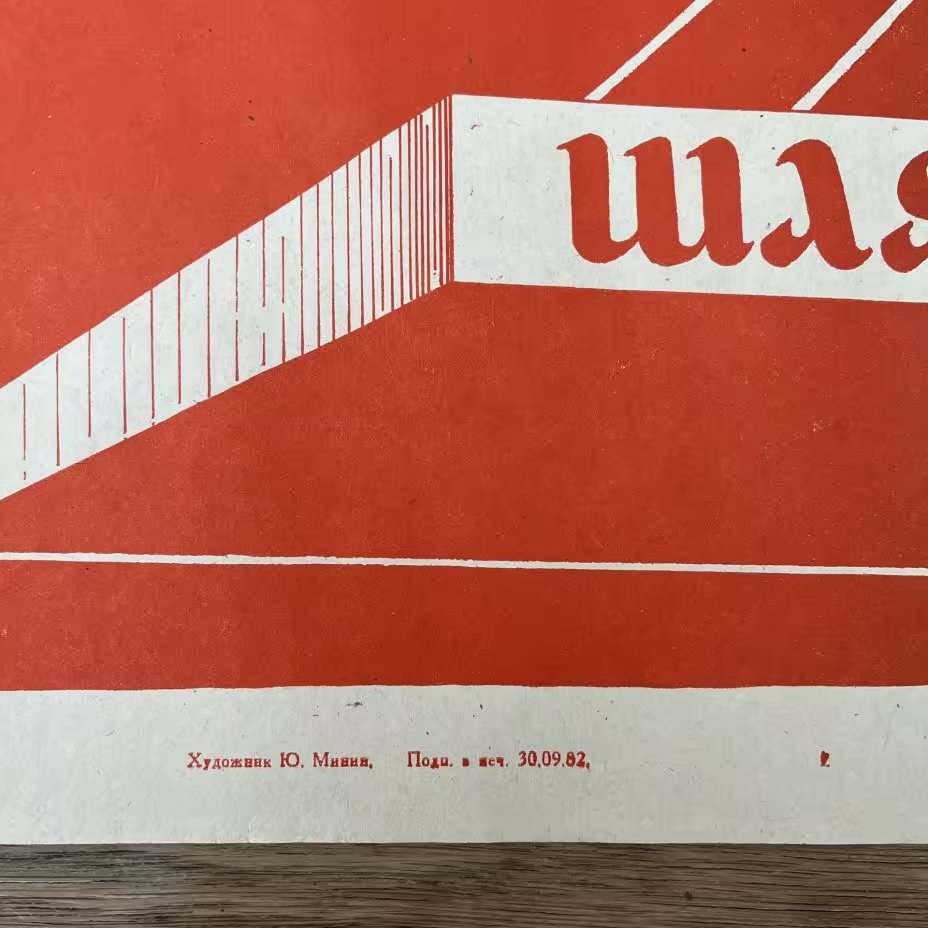 ШЛЯ
Художник Ю. Минин. Подп. в печ. 30.09.82.